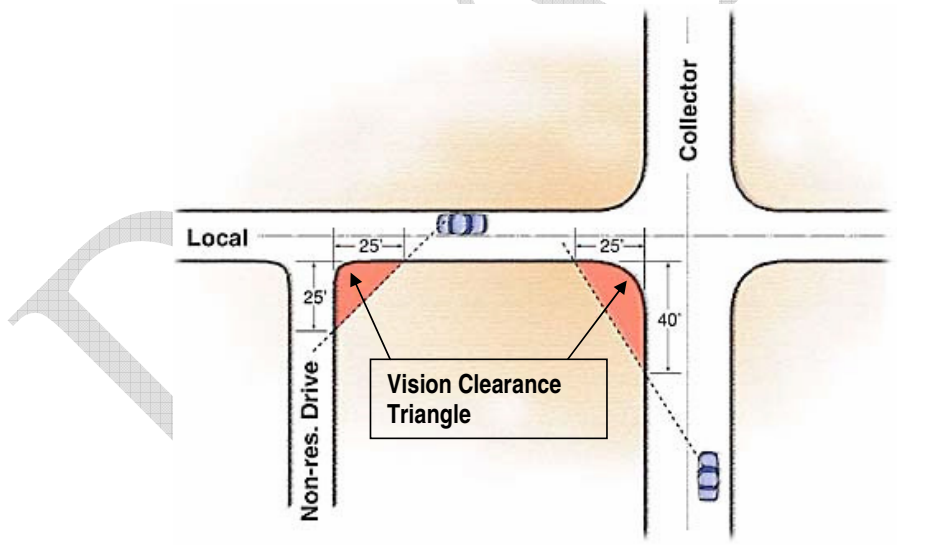 Collector
Local
25'
25'
25'
40'
Vision Clearance
Triangle
Non-res. Drive